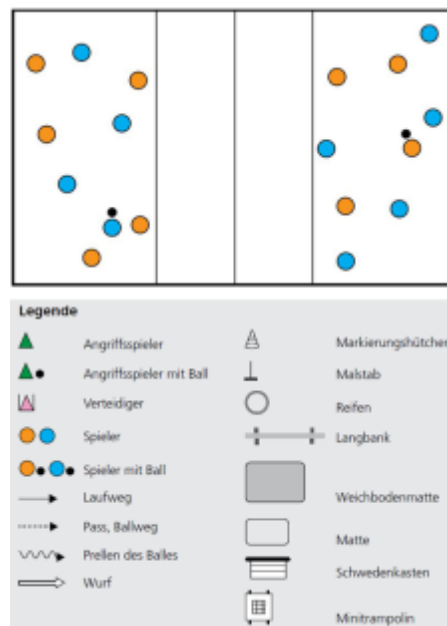 Legende
Angriffsspieler
Angriffsspieler mit Ball
Verteidiger
Spieler
Spieler mit Ball
Laufweg
Pass, Ballweg
Prellen des Balles
Wurf
Markierungshütchen
Malstab
Reifen
Langbank
Weichbodenmatte
Matte
Schwedenkasten
Minitrampolin